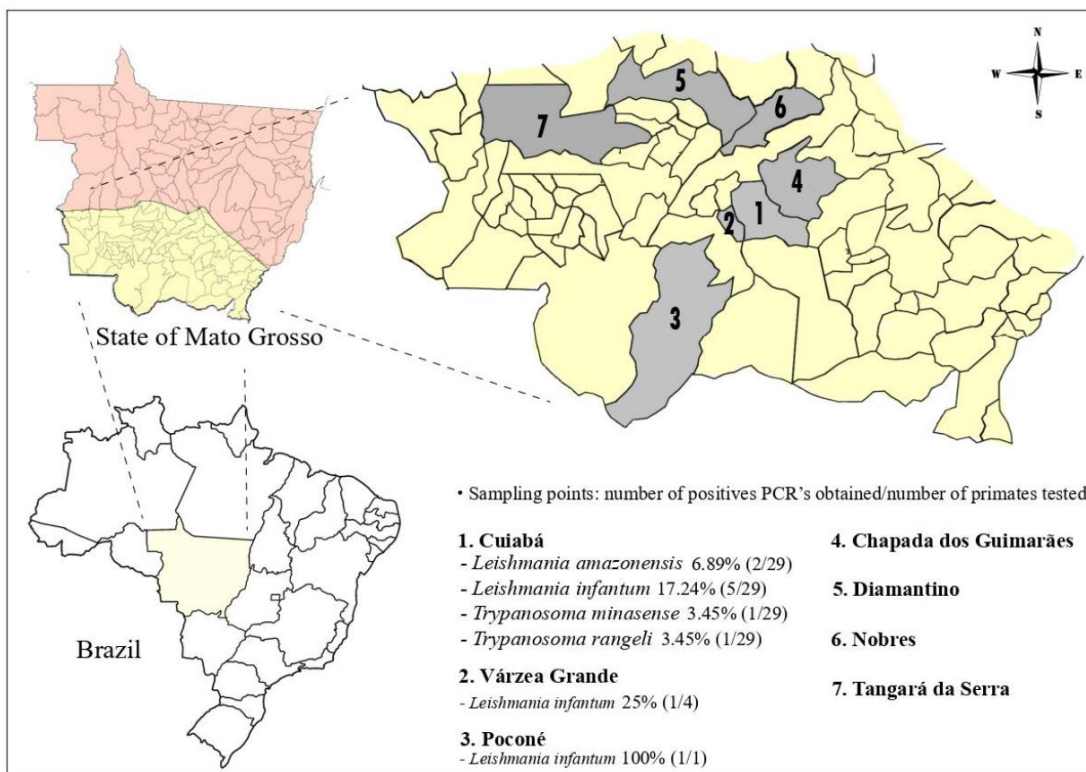 N
W E
S
5
6
7
4
1
2
3
State of Mato Grosso
Brazil
• Sampling points: number of positives PCR's obtained/number of primates tested
1. Cuiabá
- Leishmania amazonensis 6.89% (2/29)
- Leishmania infantum 17.24% (5/29)
- Trypanosoma minasense 3.45% (1/29)
- Trypanosoma rangeli 3.45% (1/29)
2. Várzea Grande
- Leishmania infantum 25% (1/4)
3. Poconé
- Leishmania infantum 100% (1/1)
4. Chapada dos Guimarães
5. Diamantino
6. Nobres
7. Tangará da Serra